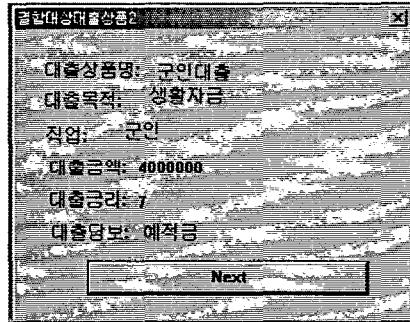 결합대상대출상품2
대출상품명: 군인대출
대출목적: 생활자금
직업: 군인
대출금액: 4000000
대출금리: 7
대출담보: 예적금
Next